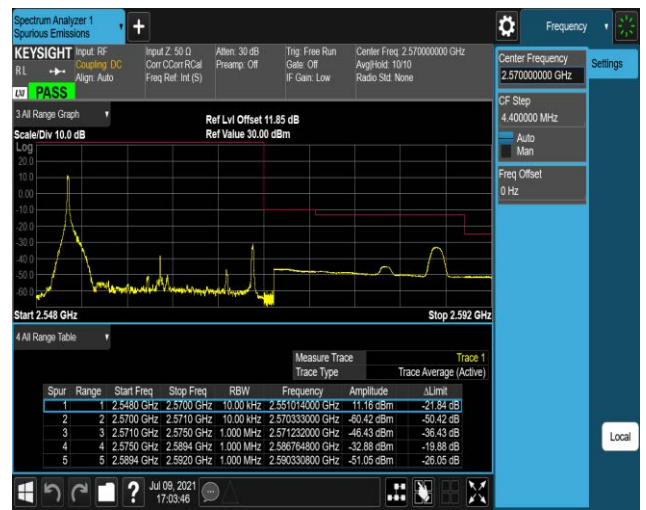 Spectrum Analyzer 1
Spurious Emissions
Frequency
KEYSIGHT Input: RF Input Z: 50 Ω Atten: 30 dB Trig: Free Run Center Freq: 2.570000000 GHz
R L Coupling: DC Corr CCorr RCal Preamp: Off Gate: Off Avg|Hold: 10/10
Align: Auto Freq Ref: Int (S) IF Gain: Low Radio Std: None
LXI PASS
Center Frequency
2.570000000 GHz
Settings
CF Step
4.400000 MHz
Auto
Man
Freq Offset
0 Hz
3 All Range Graph
Ref Lvl Offset 11.85 dB
Scale/Div 10.0 dB Ref Value 30.00 dBm
Log
20.0
10.0
0.00
-10.0
-20.0
-30.0
-40.0
-50.0
-60.0
Start 2.548 GHz Stop 2.592 GHz
4 All Range Table
Measure Trace Trace 1
Trace Type Trace Average (Active)
Spur Range Start Freq Stop Freq RBW Frequency Amplitude ΔLimit
1 1 2.5480 GHz 2.5700 GHz 10.00 kHz 2.551014000 GHz 11.16 dBm -21.84 dB
2 2 2.5700 GHz 2.5710 GHz 10.00 kHz 2.570333000 GHz -60.42 dBm -50.42 dB
3 3 2.5710 GHz 2.5750 GHz 1.000 MHz 2.571232000 GHz -46.43 dBm -36.43 dB
4 4 2.5750 GHz 2.5894 GHz 1.000 MHz 2.586764800 GHz -32.88 dBm -19.88 dB
5 5 2.5894 GHz 2.5920 GHz 1.000 MHz 2.590330800 GHz -51.05 dBm -26.05 dB
Local
?
Jul 09, 2021
17:03:46